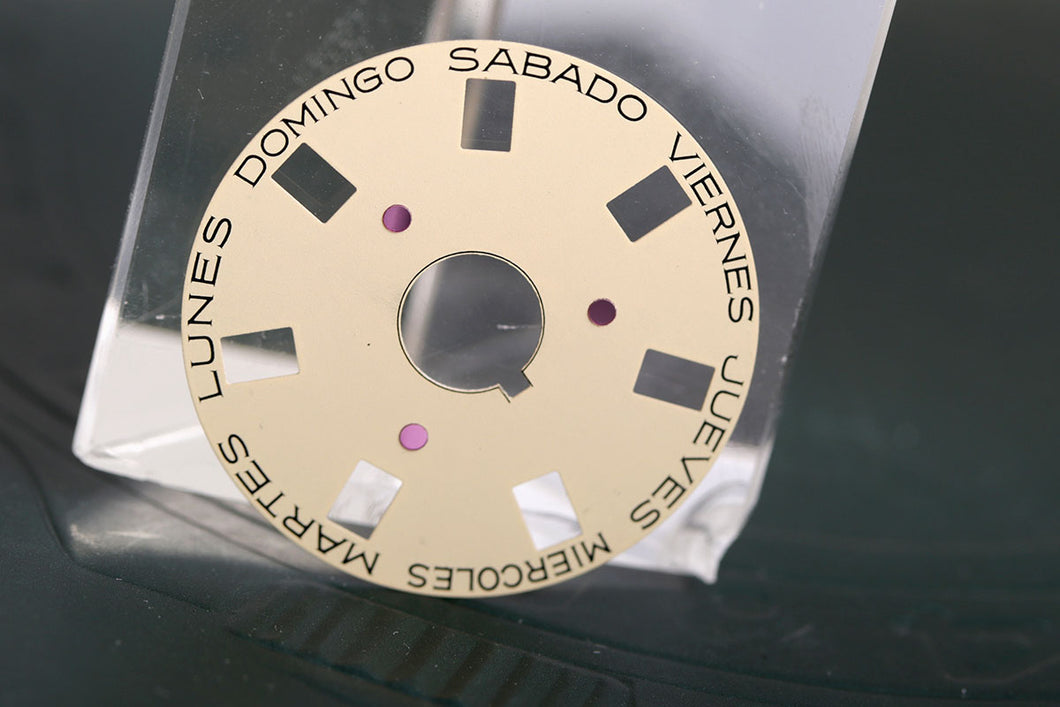 DOMINGO
SABADO
VIERNES
JUEVES
MIERCOLES
MARTES
LUNES